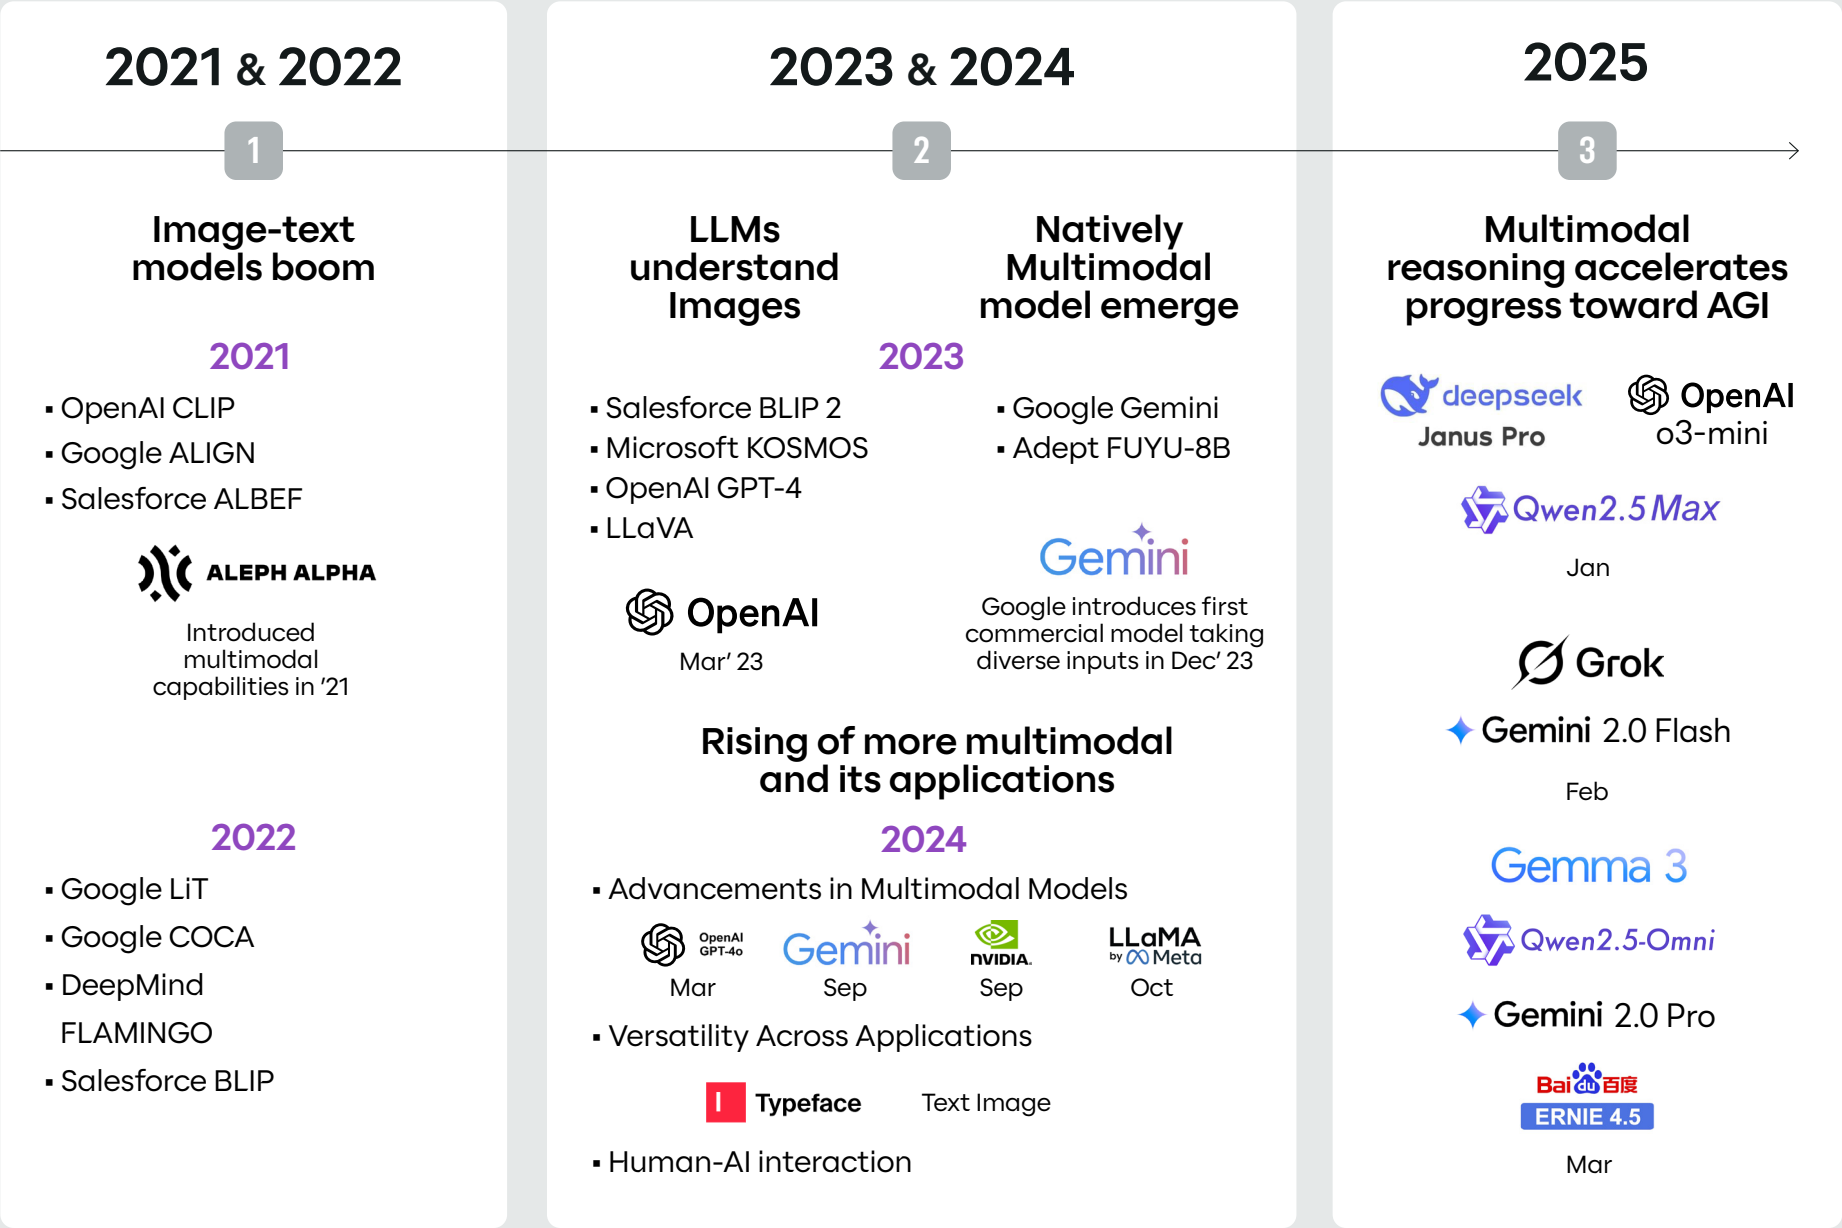 2021 & 2022
1
Image-text
models boom
2021
▪ OpenAI CLIP
▪ Google ALIGN
▪ Salesforce ALBEF
ALEPH ALPHA
Introduced
multimodal
capabilities in ’21
2022
▪ Google LiT
▪ Google COCA
▪ DeepMind
FLAMINGO
▪ Salesforce BLIP
2023 & 2024
2
LLMs
understand
Images
Natively
Multimodal
model emerge
2023
▪ Salesforce BLIP 2
▪ Microsoft KOSMOS
▪ OpenAI GPT-4
▪ LLaVA
OpenAI
Mar’ 23
▪ Google Gemini
▪ Adept FUYU-8B
Gemini
Google introduces first
commercial model taking
diverse inputs in Dec’ 23
Rising of more multimodal
and its applications
2024
▪ Advancements in Multimodal Models
OpenAI
GPT-4o
Mar
Gemini
Sep
NVIDIA.
Sep
LLaMA
by Meta
Oct
▪ Versatility Across Applications
Typeface Text Image
▪ Human-AI interaction
2025
3
Multimodal
reasoning accelerates
progress toward AGI
deepseek
Janus Pro
OpenAI
o3-mini
Qwen2.5 Max
Jan
Grok
Gemini 2.0 Flash
Feb
Gemma 3
Qwen2.5-Omni
Gemini 2.0 Pro
Bai du 百度
ERNIE 4.5
Mar